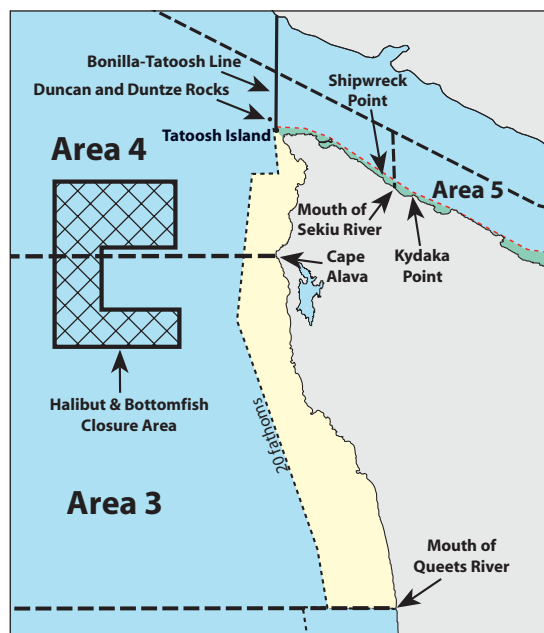 Bonilla-Tatoosh Line
Duncan and Duntze Rocks
Shipwreck
Point
Tatoosh Island
Area 4
Area 5
Mouth of
Sekiu River
Kydaka
Point
Cape
Alava
Halibut & Bottomfish
Closure Area
20 fathoms
Area 3
Mouth of
Queets River